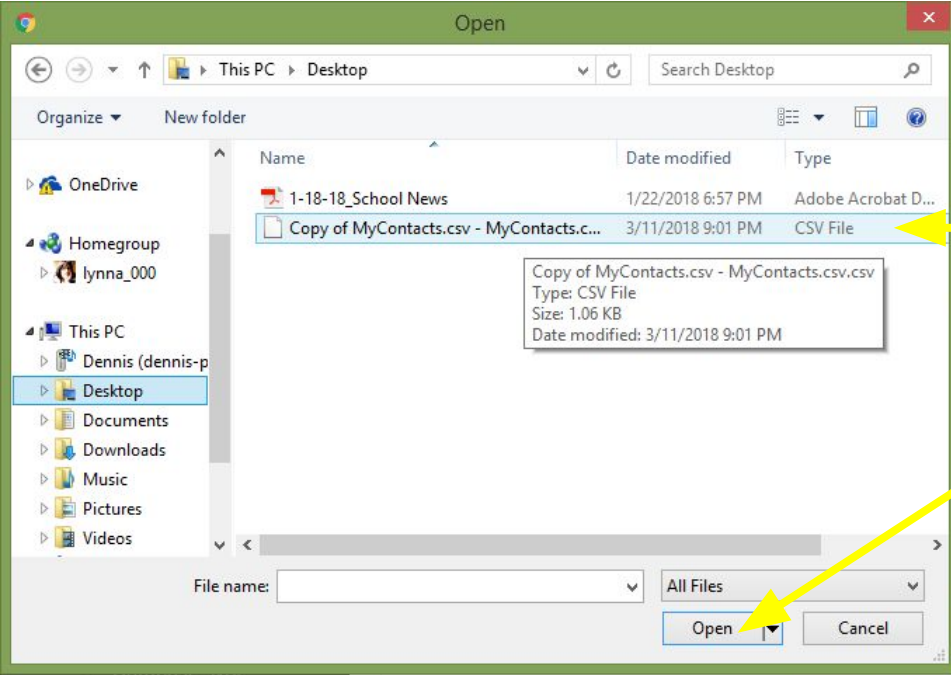 Open
This PC Desktop
Search Desktop
Organize New folder
Name Date modified Type
OneDrive
1-18-18_School News 1/22/2018 6:57 PM Adobe Acrobat D...
Copy of MyContacts.csv - MyContacts.c... 3/11/2018 9:01 PM CSV File
Homegroup
lynna_000
Copy of MyContacts.csv - MyContacts.csv.csv
Type: CSV File
Size: 1.06 KB
Date modified: 3/11/2018 9:01 PM
This PC
Dennis (dennis-p
Desktop
Documents
Downloads
Music
Pictures
Videos
File name: All Files
Open Cancel